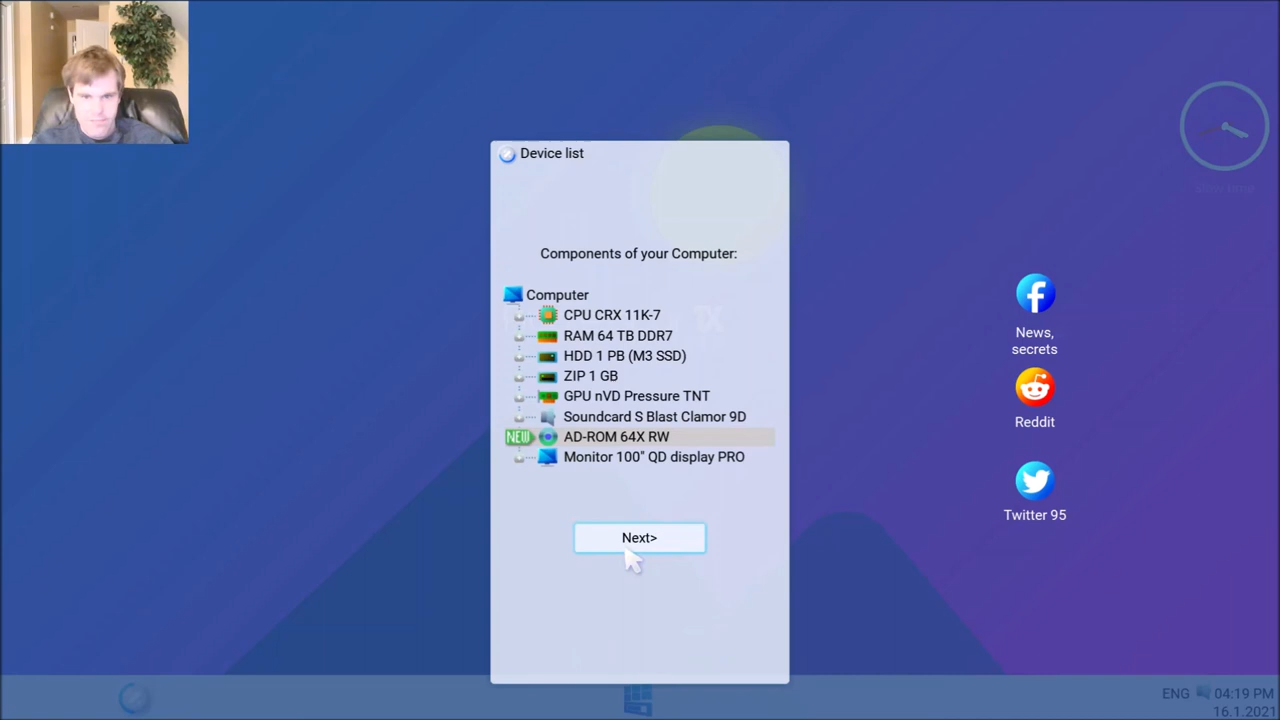 Device list
Components of your Computer:
Computer
CPU CRX 11K-7
RAM 64 TB DDR7
HDD 1 PB (M3 SSD)
ZIP 1 GB
GPU nVD Pressure TNT
Soundcard S Blast Clamor 9D
NEW AD-ROM 64X RW
Monitor 100" QD display PRO
Next>
News,
secrets
Reddit
Twitter 95
ENG 04:19 PM
16.1.2021